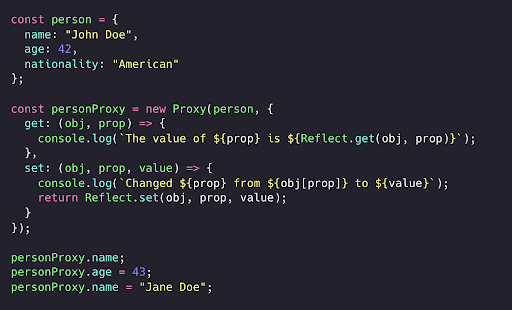 const person = {
  name: "John Doe",
  age: 42,
  nationality: "American"
};

const personProxy = new Proxy(person, {
  get: (obj, prop) => {
    console.log(`The value of ${prop} is ${Reflect.get(obj, prop)}`);
  },
  set: (obj, prop, value) => {
    console.log(`Changed ${prop} from ${obj[prop]} to ${value}`);
    return Reflect.set(obj, prop, value);
  }
});

personProxy.name;
personProxy.age = 43;
personProxy.name = "Jane Doe";